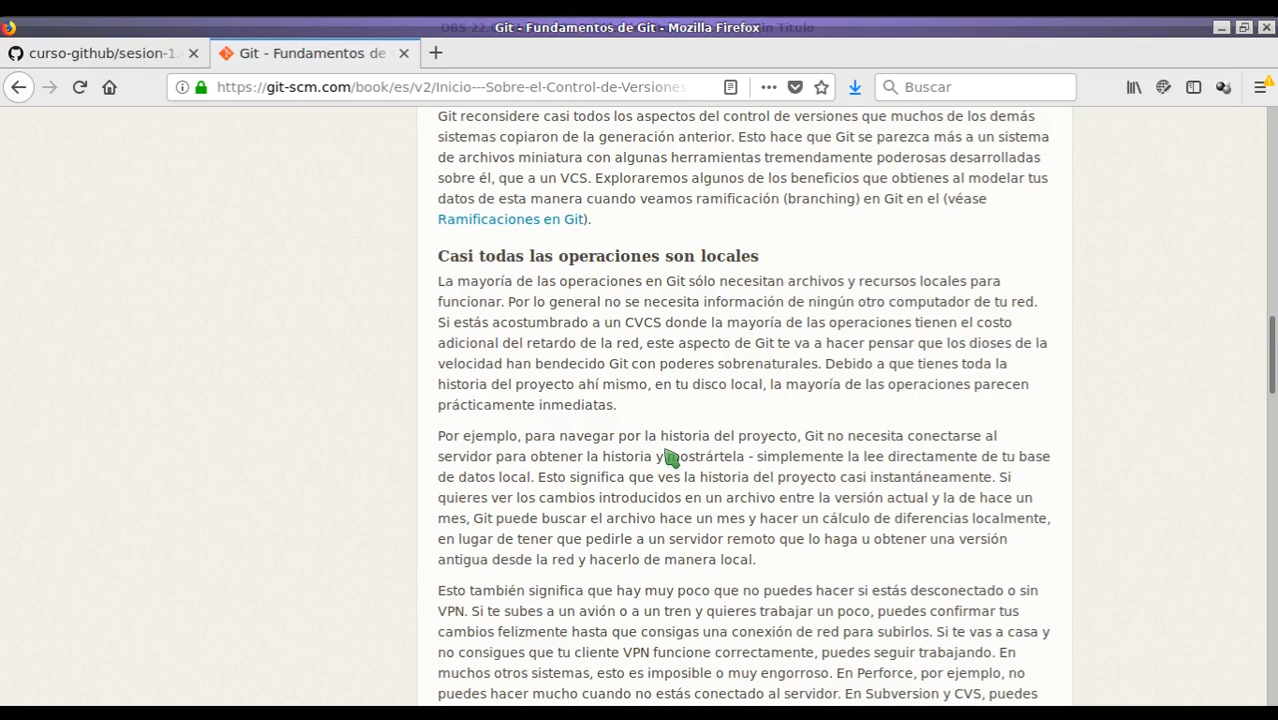 Git - Fundamentos de Git - Mozilla Firefox
curso-github/sesion-1.
Git - Fundamentos de
https://git-scm.com/book/es/v2/Inicio---Sobre-el-Control-de-Versiones
Buscar
Git reconsidere casi todos los aspectos del control de versiones que muchos de los demás
sistemas copiaron de la generación anterior. Esto hace que Git se parezca más a un sistema
de archivos miniatura con algunas herramientas tremendamente poderosas desarrolladas
sobre él, que a un VCS. Exploraremos algunos de los beneficios que obtienes al modelar tus
datos de esta manera cuando veamos ramificación (branching) en Git en el (véase
Ramificaciones en Git).
Casi todas las operaciones son locales
La mayoría de las operaciones en Git sólo necesitan archivos y recursos locales para
funcionar. Por lo general no se necesita información de ningún otro computador de tu red.
Si estás acostumbrado a un CVCS donde la mayoría de las operaciones tienen el costo
adicional del retardo de la red, este aspecto de Git te va a hacer pensar que los dioses de la
velocidad han bendecido Git con poderes sobrenaturales. Debido a que tienes toda la
historia del proyecto ahí mismo, en tu disco local, la mayoría de las operaciones parecen
prácticamente inmediatas.
Por ejemplo, para navegar por la historia del proyecto, Git no necesita conectarse al
servidor para obtener la historia y mostrártela - simplemente la lee directamente de tu base
de datos local. Esto significa que ves la historia del proyecto casi instantáneamente. Si
quieres ver los cambios introducidos en un archivo entre la versión actual y la de hace un
mes, Git puede buscar el archivo hace un mes y hacer un cálculo de diferencias localmente,
en lugar de tener que pedirle a un servidor remoto que lo haga u obtener una versión
antigua desde la red y hacerlo de manera local.
Esto también significa que hay muy poco que no puedes hacer si estás desconectado o sin
VPN. Si te subes a un avión o a un tren y quieres trabajar un poco, puedes confirmar tus
cambios felizmente hasta que consigas una conexión de red para subirlos. Si te vas a casa y
no consigues que tu cliente VPN funcione correctamente, puedes seguir trabajando. En
muchos otros sistemas, esto es imposible o muy engorroso. En Perforce, por ejemplo, no
puedes hacer mucho cuando no estás conectado al servidor. En Subversion y CVS, puedes